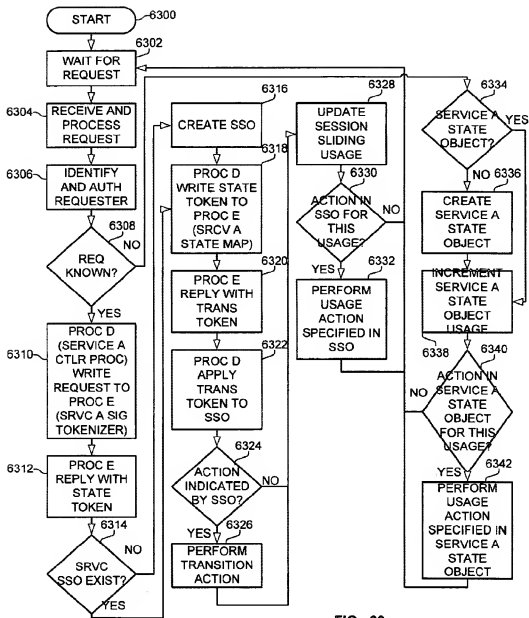 START
6300
6302
WAIT FOR
REQUEST
6304
RECEIVE AND
PROCESS
REQUEST
6306
IDENTIFY
AND AUTH
REQUESTER
6308
REQ
KNOWN?
NO
YES
6310
PROC D
(SERVICE A
CTLR PROC)
WRITE
REQUEST TO
PROC E
(SRVC A SIG
TOKENIZER)
6312
PROC E
REPLY WITH
STATE
TOKEN
6314
SRVC
SSO EXIST?
NO
YES
6316
CREATE SSO
6318
PROC D
WRITE STATE
TOKEN TO
PROC E
(SRCV A
STATE MAP)
6320
PROC E
REPLY WITH
TRANS
TOKEN
6322
PROC D
APPLY
TRANS
TOKEN TO
SSO
6324
ACTION
INDICATED
BY SSO?
NO
YES
6326
PERFORM
TRANSITION
ACTION
6328
UPDATE
SESSION
SLIDING
USAGE
6330
ACTION IN
SSO FOR
THIS
USAGE?
NO
YES
6332
PERFORM
USAGE
ACTION
SPECIFIED IN
SSO
6334
SERVICE A
STATE
OBJECT?
YES
NO
6336
CREATE
SERVICE A
STATE
OBJECT
INCREMENT
SERVICE A
STATE
OBJECT
USAGE
6338
6340
ACTION IN
SERVICE A
STATE
OBJECT
FOR THIS
USAGE?
NO
YES
6342
PERFORM
USAGE
ACTION
SPECIFIED IN
SERVICE A
STATE
OBJECT